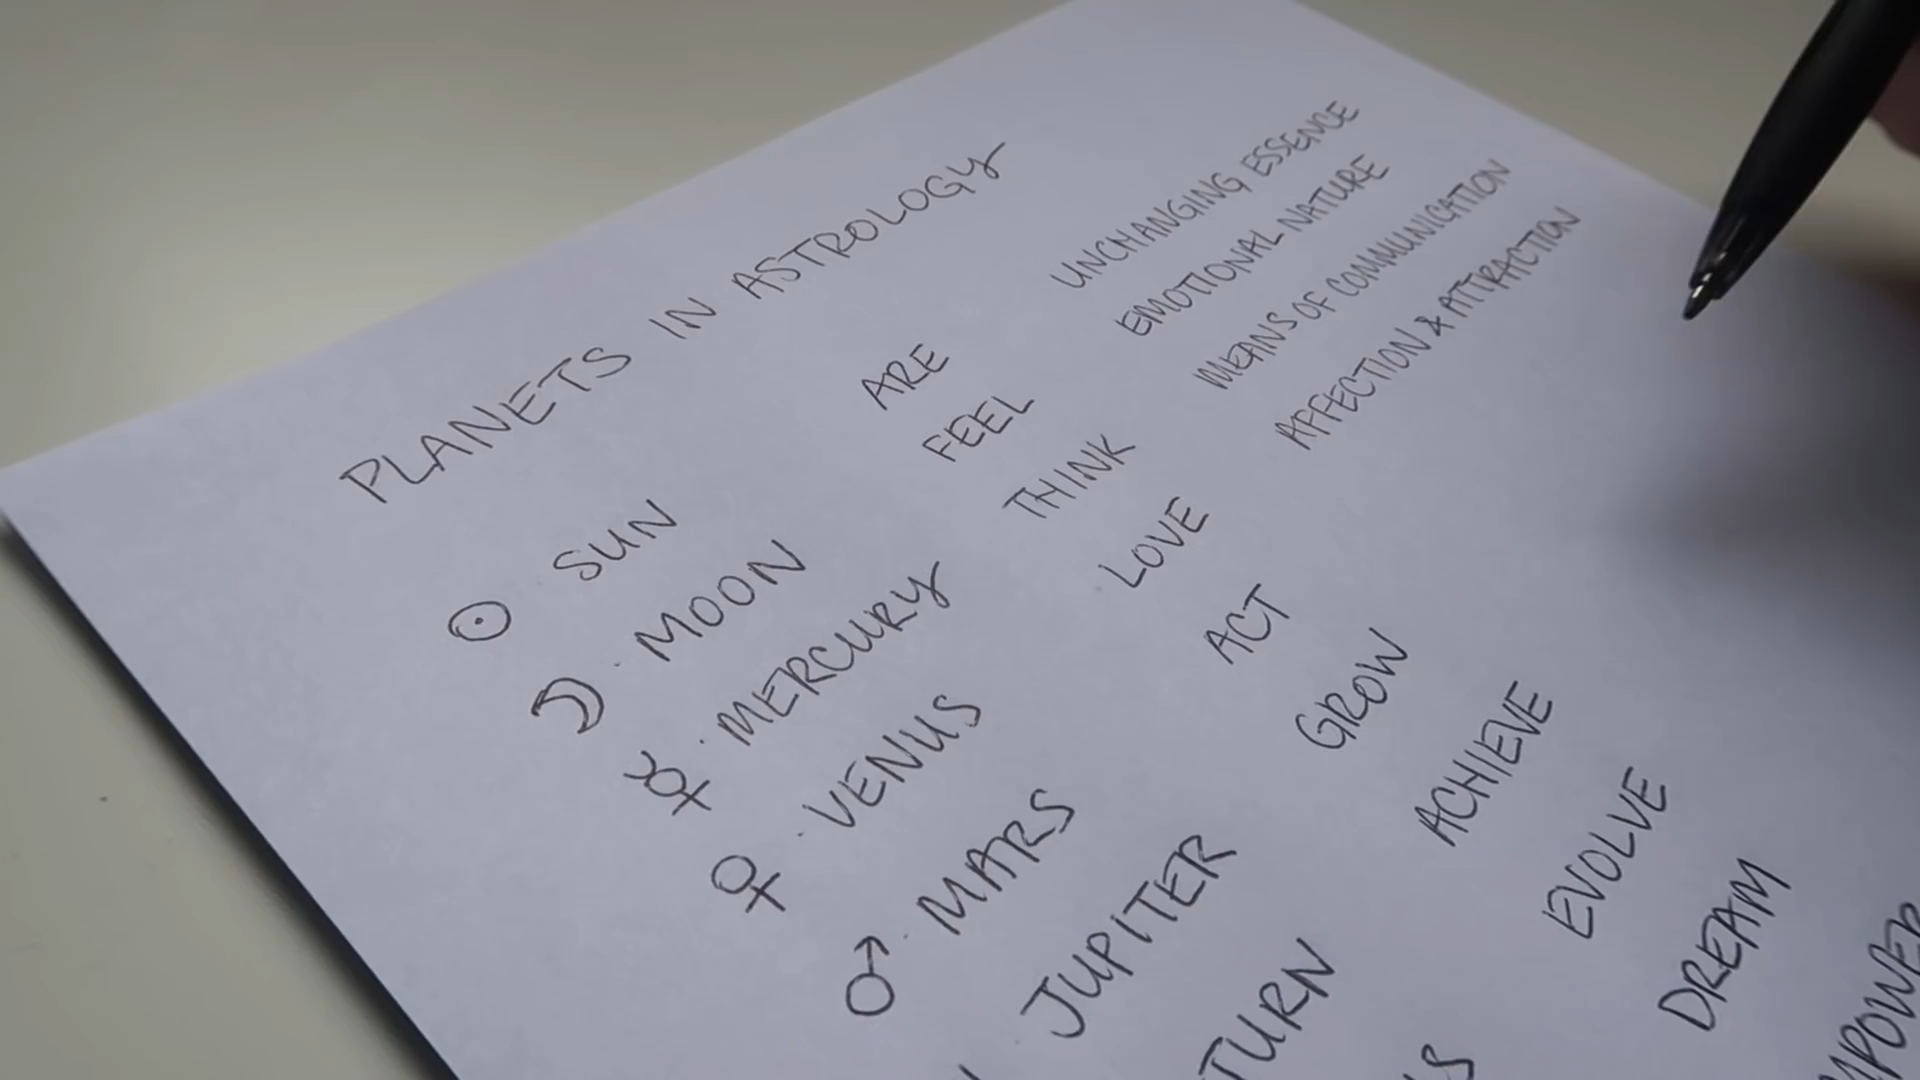 PLANETS IN ASTROLOGY
☉ SUN ARE UNCHANGING ESSENCE
☽ MOON FEEL EMOTIONAL NATURE
☿ MERCURY THINK MEANS OF COMMUNICATION
♀ VENUS LOVE AFFECTION & ATTRACTION
♂ MARS ACT
JUPITER GROW
TURN ACHIEVE
EVOLVE
DREAM